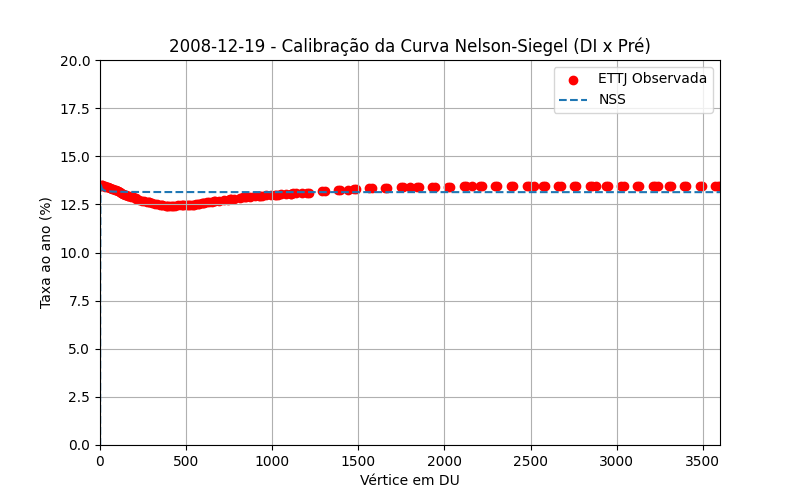 2008-12-19 - Calibração da Curva Nelson-Siegel (DI x Pré)
ETTJ Observada
NSS
Taxa ao ano (%)
20.0
17.5
15.0
12.5
10.0
7.5
5.0
2.5
0.0
0 500 1000 1500 2000 2500 3000 3500
Vértice em DU